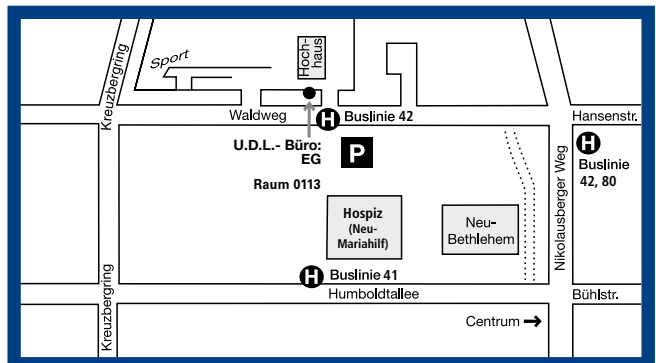 Sport
Hoch-
haus
Kreuzbergring
Waldweg
H Buslinie 42
Hansenstr.
U.D.L.- Büro:
EG
P
H
Buslinie
42, 80
Raum 0113
Hospiz
(Neu-
Mariahilf)
Neu-
Bethlehem
Nikolausberger Weg
H Buslinie 41
Kreuzbergring
Humboldtallee
Bühlstr.
Centrum →